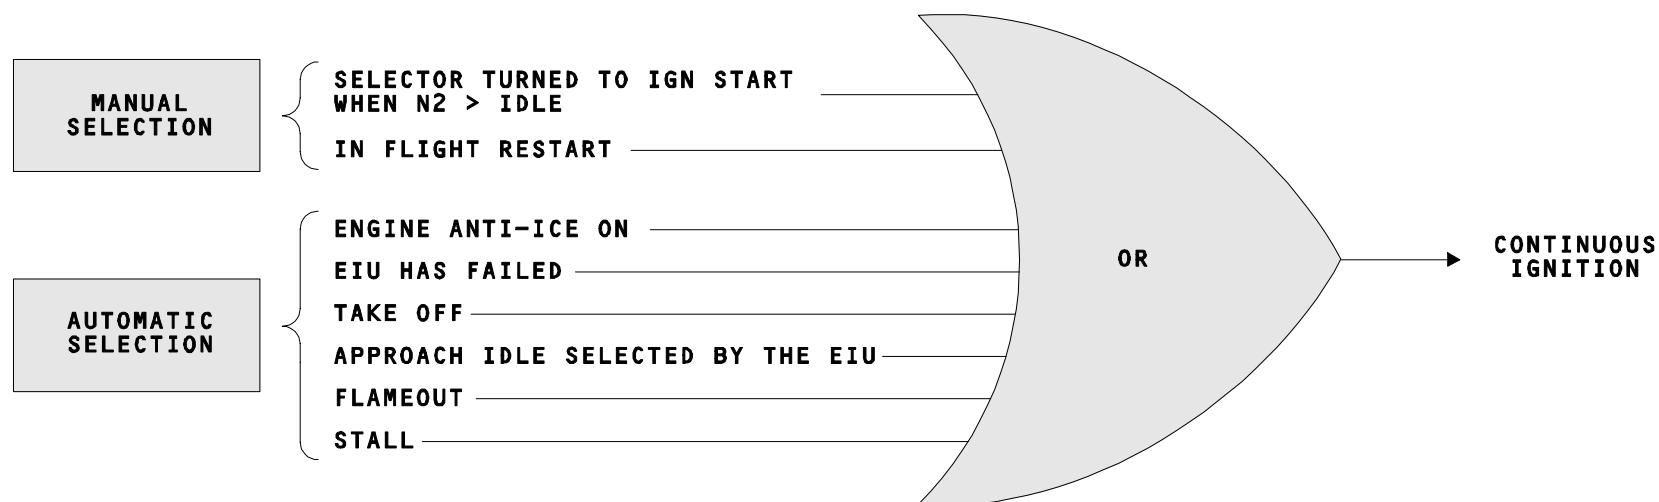 MANUAL
SELECTION
SELECTOR TURNED TO IGN START
WHEN N2 > IDLE
IN FLIGHT RESTART
AUTOMATIC
SELECTION
ENGINE ANTI-ICE ON
EIU HAS FAILED
TAKE OFF
APPROACH IDLE SELECTED BY THE EIU
FLAMEOUT
STALL
OR
CONTINUOUS
IGNITION